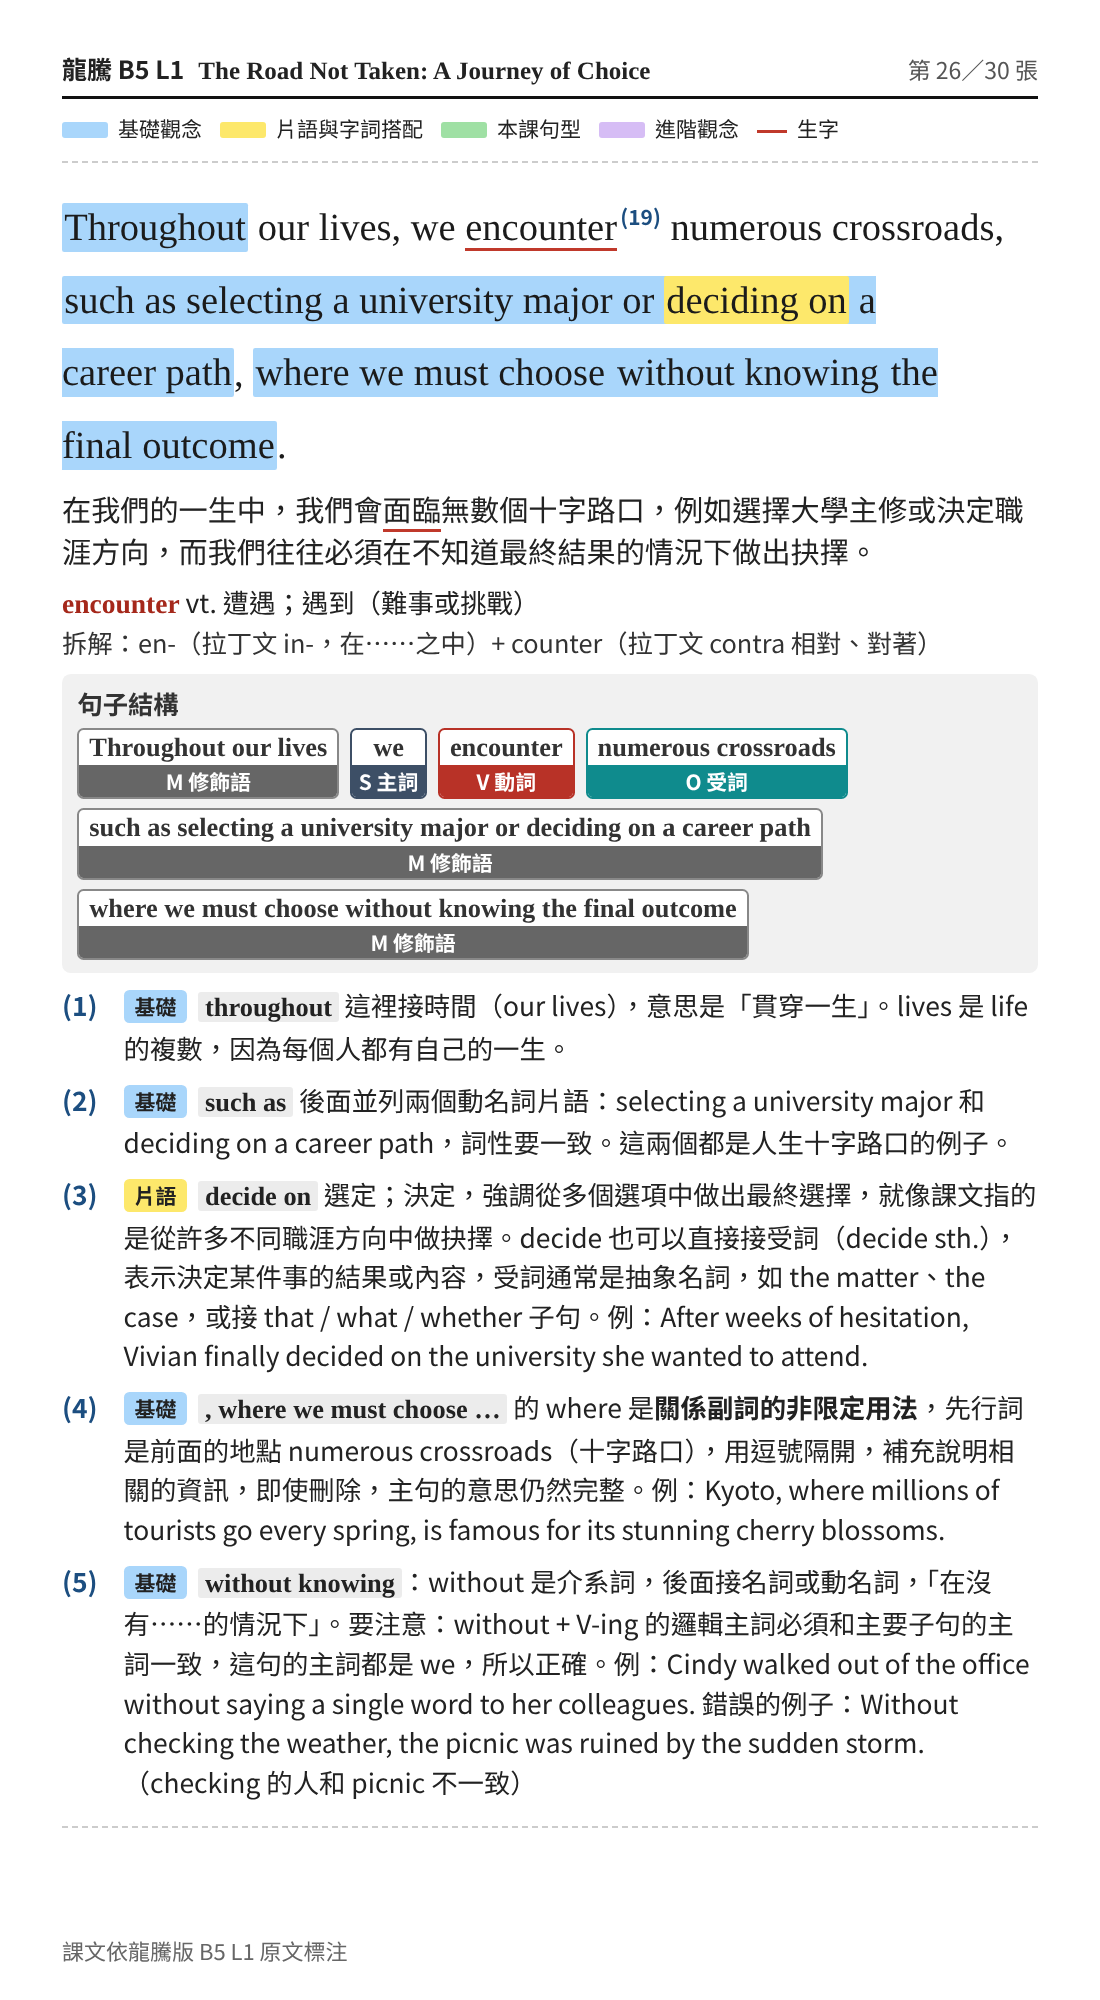 龍騰 B5 L1 The Road Not Taken: A Journey of Choice 第 26／30 張
基礎觀念 片語與字詞搭配 本課句型 進階觀念 生字
Throughout our lives, we encounter(19) numerous crossroads,
such as selecting a university major or deciding on a
career path, where we must choose without knowing the
final outcome.
在我們的一生中，我們會面臨無數個十字路口，例如選擇大學主修或決定職
涯方向，而我們往往必須在不知道最終結果的情況下做出抉擇。
encounter vt. 遭遇；遇到（難事或挑戰）
拆解：en-（拉丁文 in-，在……之中）+ counter（拉丁文 contra 相對、對著）
句子結構
Throughout our lives we encounter numerous crossroads
M 修飾語 S 主詞 V 動詞 O 受詞
such as selecting a university major or deciding on a career path
M 修飾語
where we must choose without knowing the final outcome
M 修飾語
(1) 基礎 throughout 這裡接時間（our lives），意思是「貫穿一生」。lives 是 life
的複數，因為每個人都有自己的一生。
(2) 基礎 such as 後面並列兩個動名詞片語：selecting a university major 和
deciding on a career path，詞性要一致。這兩個都是人生十字路口的例子。
(3) 片語 decide on 選定；決定，強調從多個選項中做出最終選擇，就像課文指的
是從許多不同職涯方向中做抉擇。decide 也可以直接接受詞（decide sth.），
表示決定某件事的結果或內容，受詞通常是抽象名詞，如 the matter、the
case，或接 that / what / whether 子句。例：After weeks of hesitation,
Vivian finally decided on the university she wanted to attend.
(4) 基礎 , where we must choose … 的 where 是關係副詞的非限定用法，先行詞
是前面的地點 numerous crossroads（十字路口），用逗號隔開，補充說明相
關的資訊，即使刪除，主句的意思仍然完整。例：Kyoto, where millions of
tourists go every spring, is famous for its stunning cherry blossoms.
(5) 基礎 without knowing：without 是介系詞，後面接名詞或動名詞，「在沒
有……的情況下」。要注意：without + V-ing 的邏輯主詞必須和主要子句的主
詞一致，這句的主詞都是 we，所以正確。例：Cindy walked out of the office
without saying a single word to her colleagues. 錯誤的例子：Without
checking the weather, the picnic was ruined by the sudden storm.
（checking 的人和 picnic 不一致）
課文依龍騰版 B5 L1 原文標注